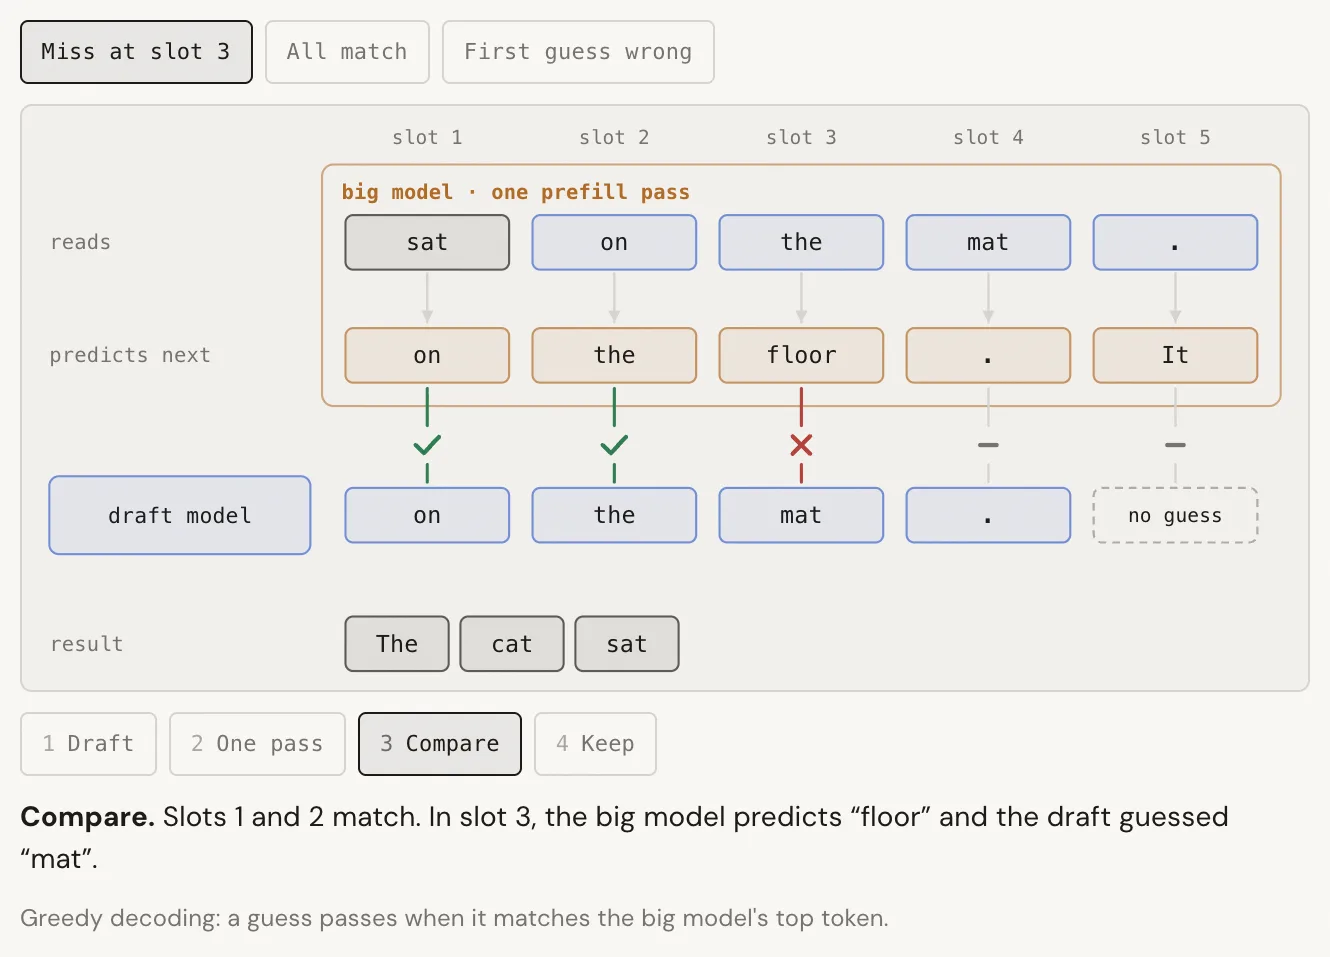 Miss at slot 3 All match First guess wrong
slot 1 slot 2 slot 3 slot 4 slot 5
big model · one prefill pass
reads sat on the mat .
predicts next on the floor . It
draft model on the mat . no guess
result The cat sat
1 Draft 2 One pass 3 Compare 4 Keep
Compare. Slots 1 and 2 match. In slot 3, the big model predicts “floor” and the draft guessed
“mat”.
Greedy decoding: a guess passes when it matches the big model's top token.